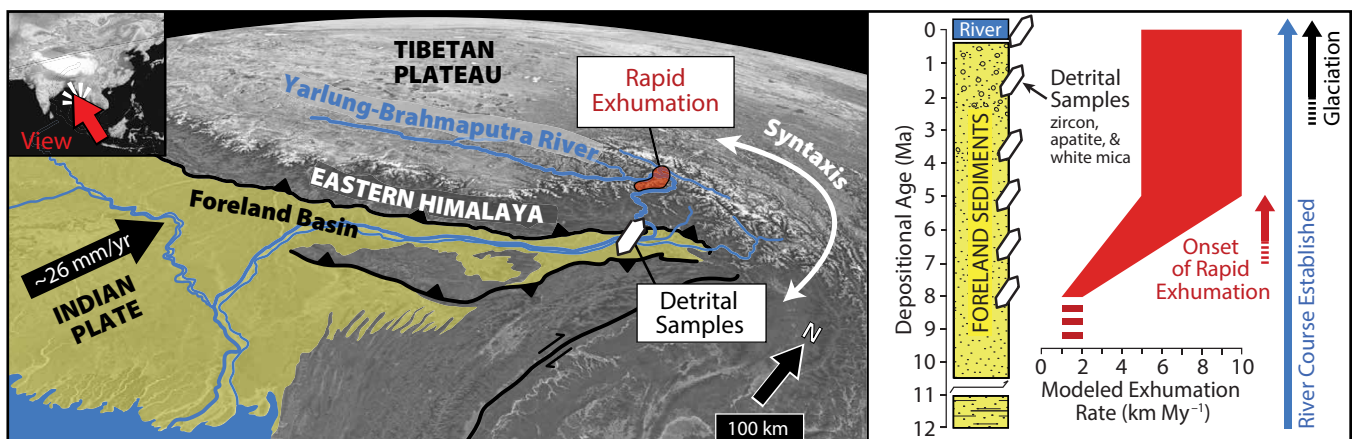 View
TIBETAN
PLATEAU
Rapid
Exhumation
Yarlung-Brahmaputra River
Syntaxis
EASTERN HIMALAYA
Foreland Basin
~26 mm/yr
INDIAN
PLATE
Detrital
Samples
N
100 km
Depositional Age (Ma)
0
1
2
3
4
5
6
7
8
9
10
11
12
River
FORELAND SEDIMENTS
Detrital
Samples
zircon,
apatite, &
white mica
Onset
of Rapid
Exhumation
0 2 4 6 8 10
Modeled Exhumation
Rate (km My⁻¹)
River Course Established
Glaciation